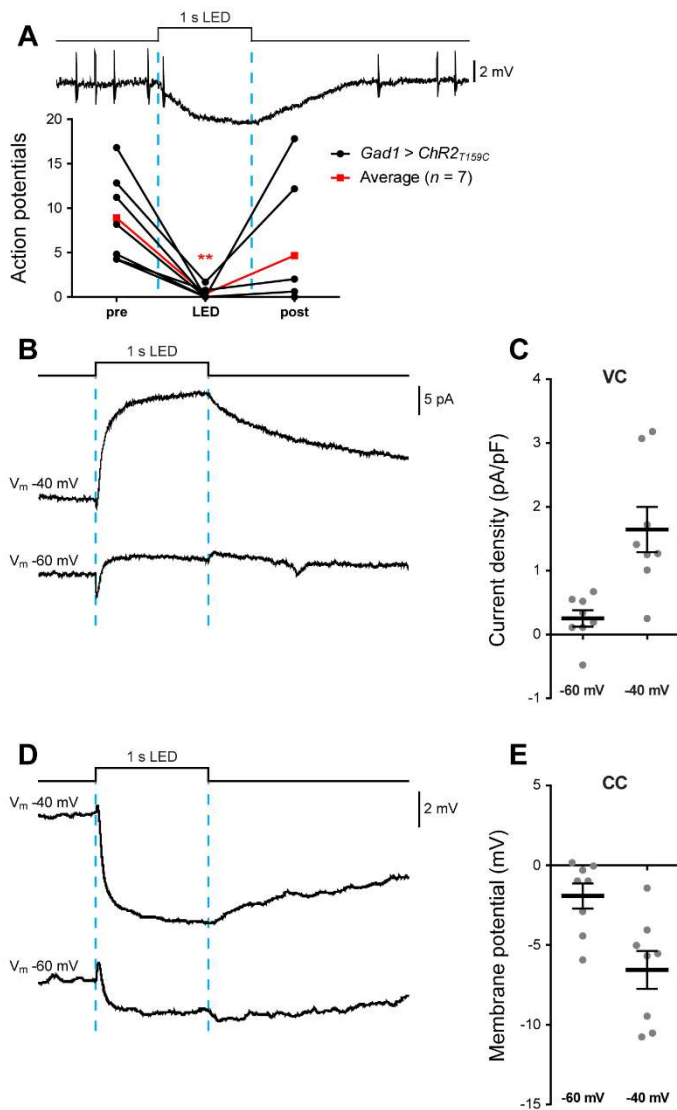 A
1 s LED
2 mV
20
15
10
5
0
Action potentials
pre
LED
post
**
Gad1 > ChR2T159C
Average (n = 7)
B
1 s LED
5 pA
Vm -40 mV
Vm -60 mV
C
VC
4
3
2
1
0
-1
Current density (pA/pF)
-60 mV
-40 mV
D
1 s LED
Vm -40 mV
2 mV
Vm -60 mV
E
CC
5
0
-5
-10
-15
Membrane potential (mV)
-60 mV
-40 mV